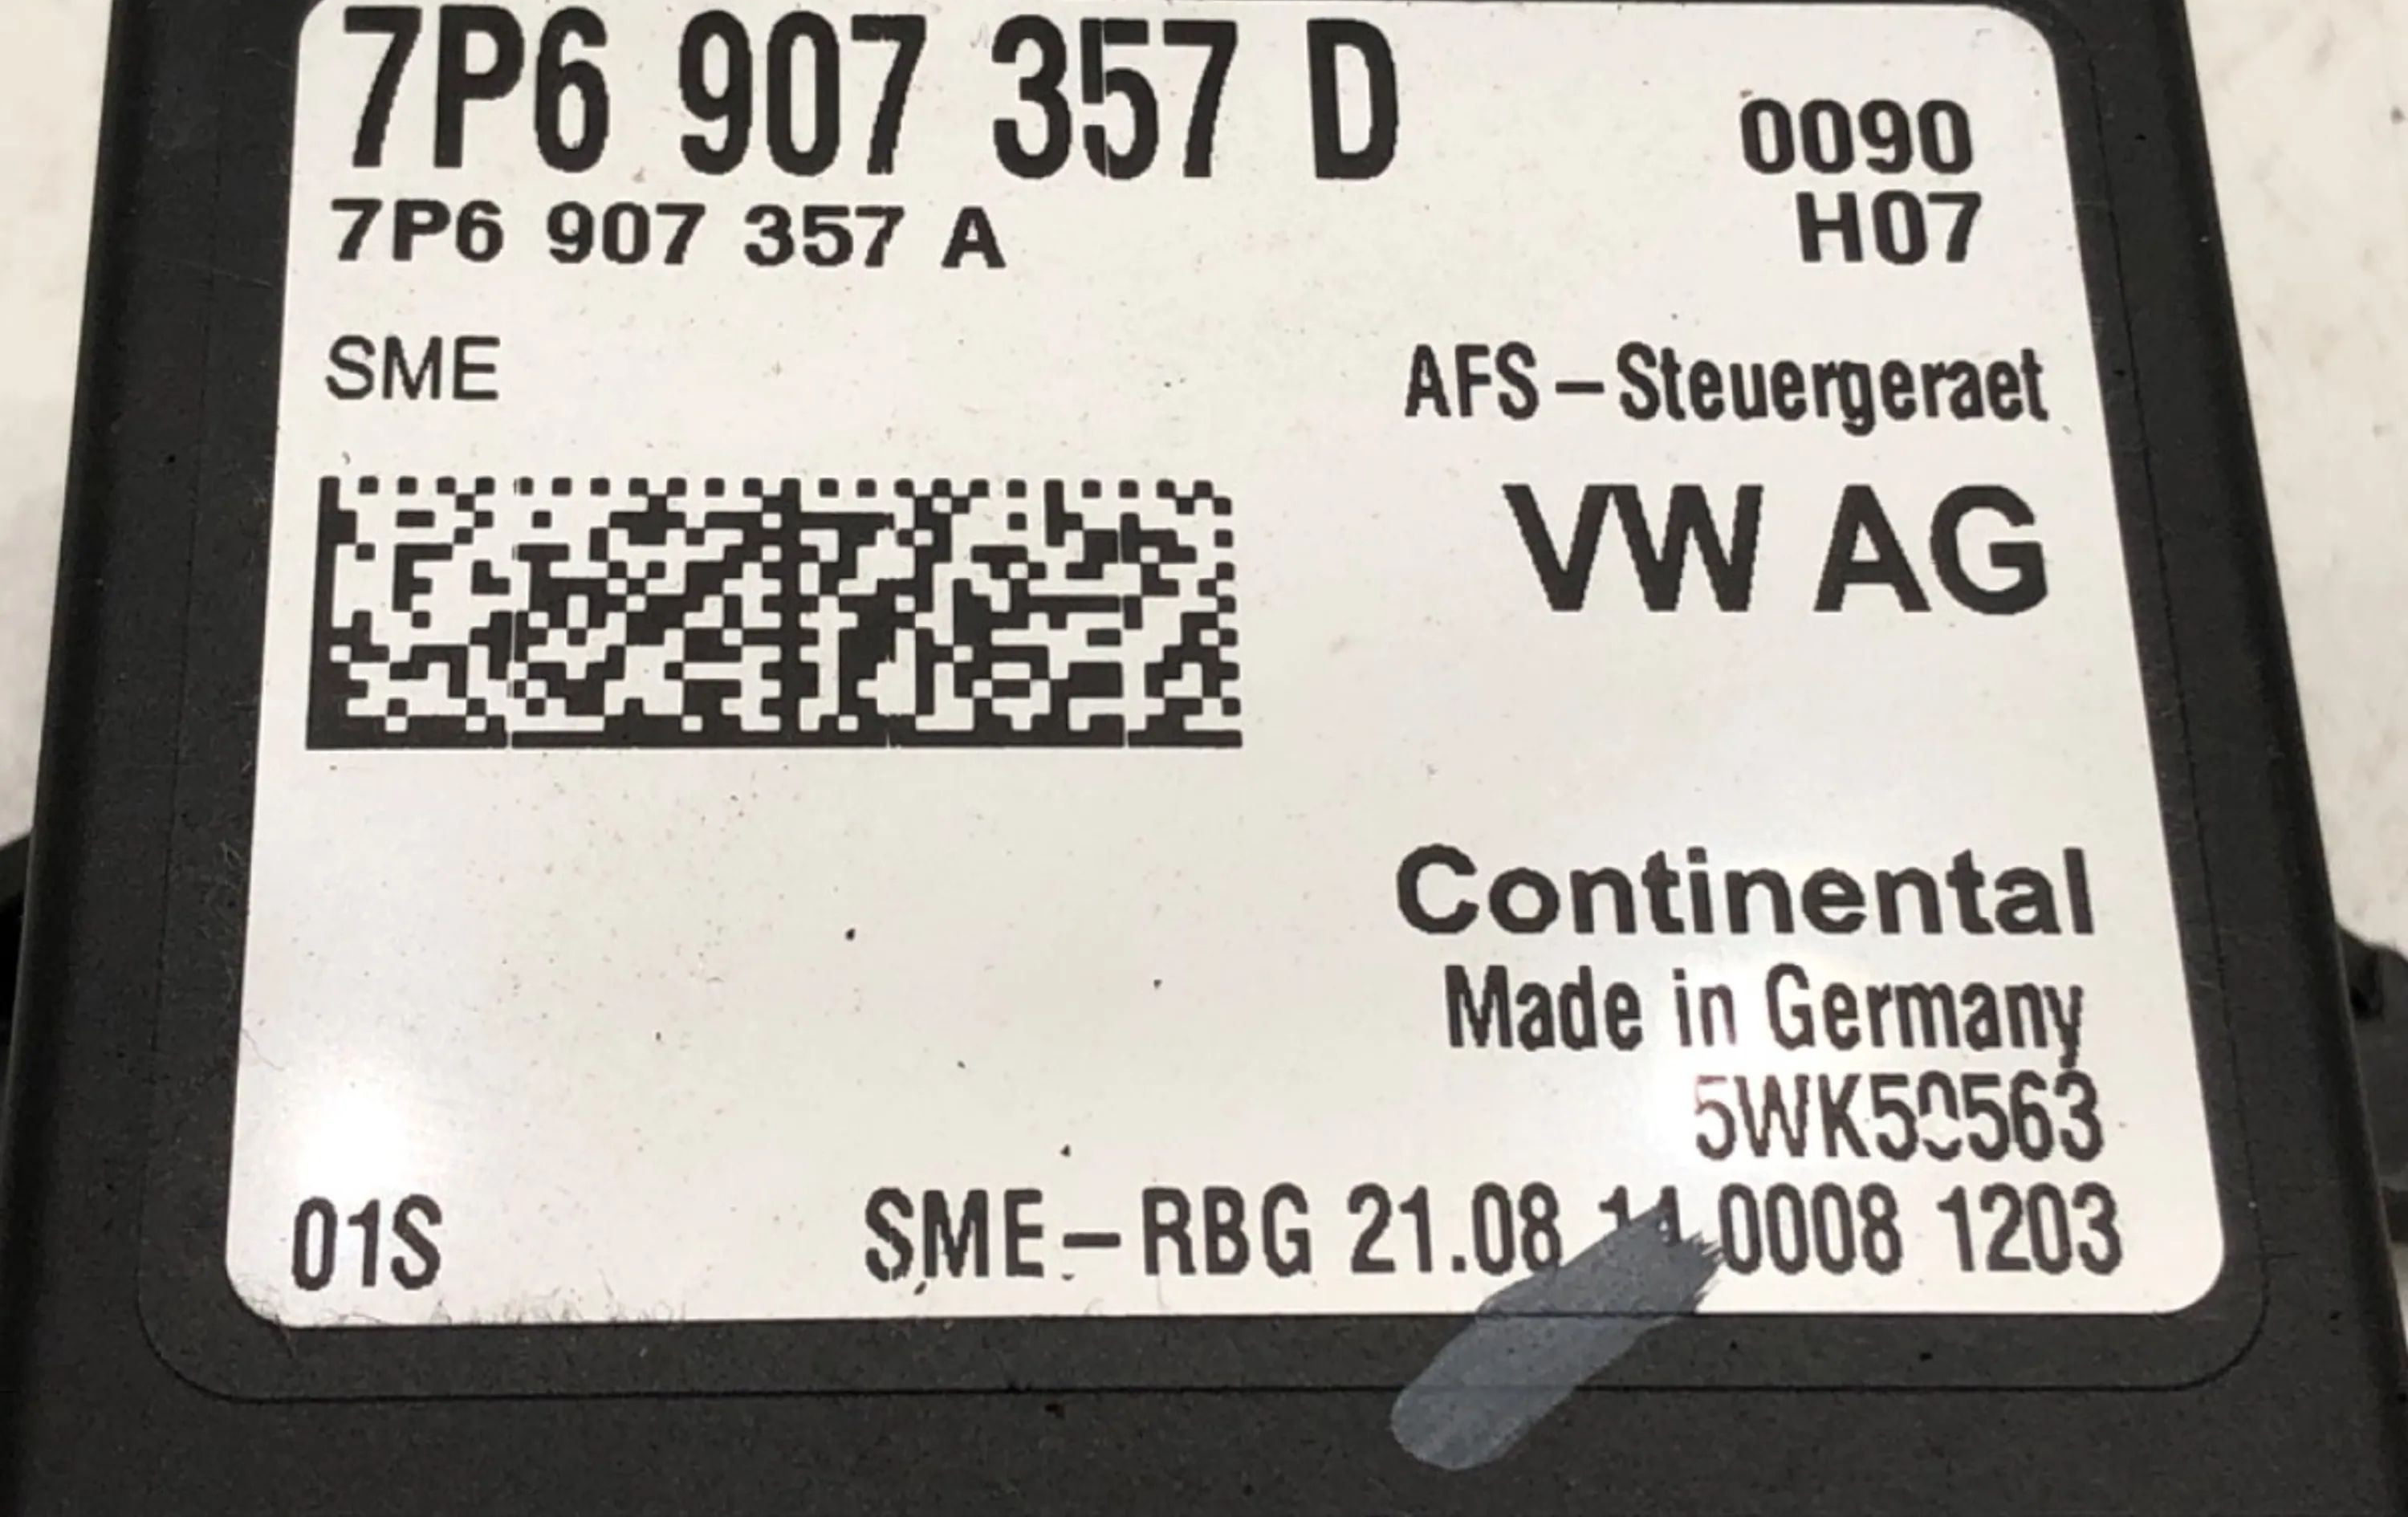 7P6 907 357 D
0090
7P6 907 357 A
H07
SME
AFS-Steuergeraet
VW AG
Continental
Made in Germany
5WK50563
01S
SME-RBG 21.08 0008 1203